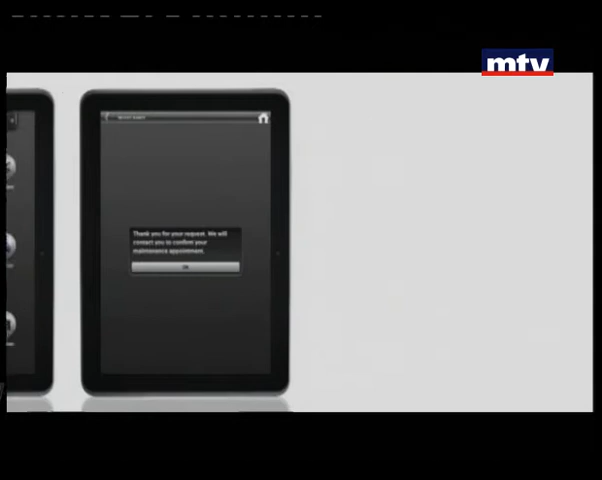 mtv
Thank you for your request. We will
contact you to confirm your
maintenance appointment.
OK